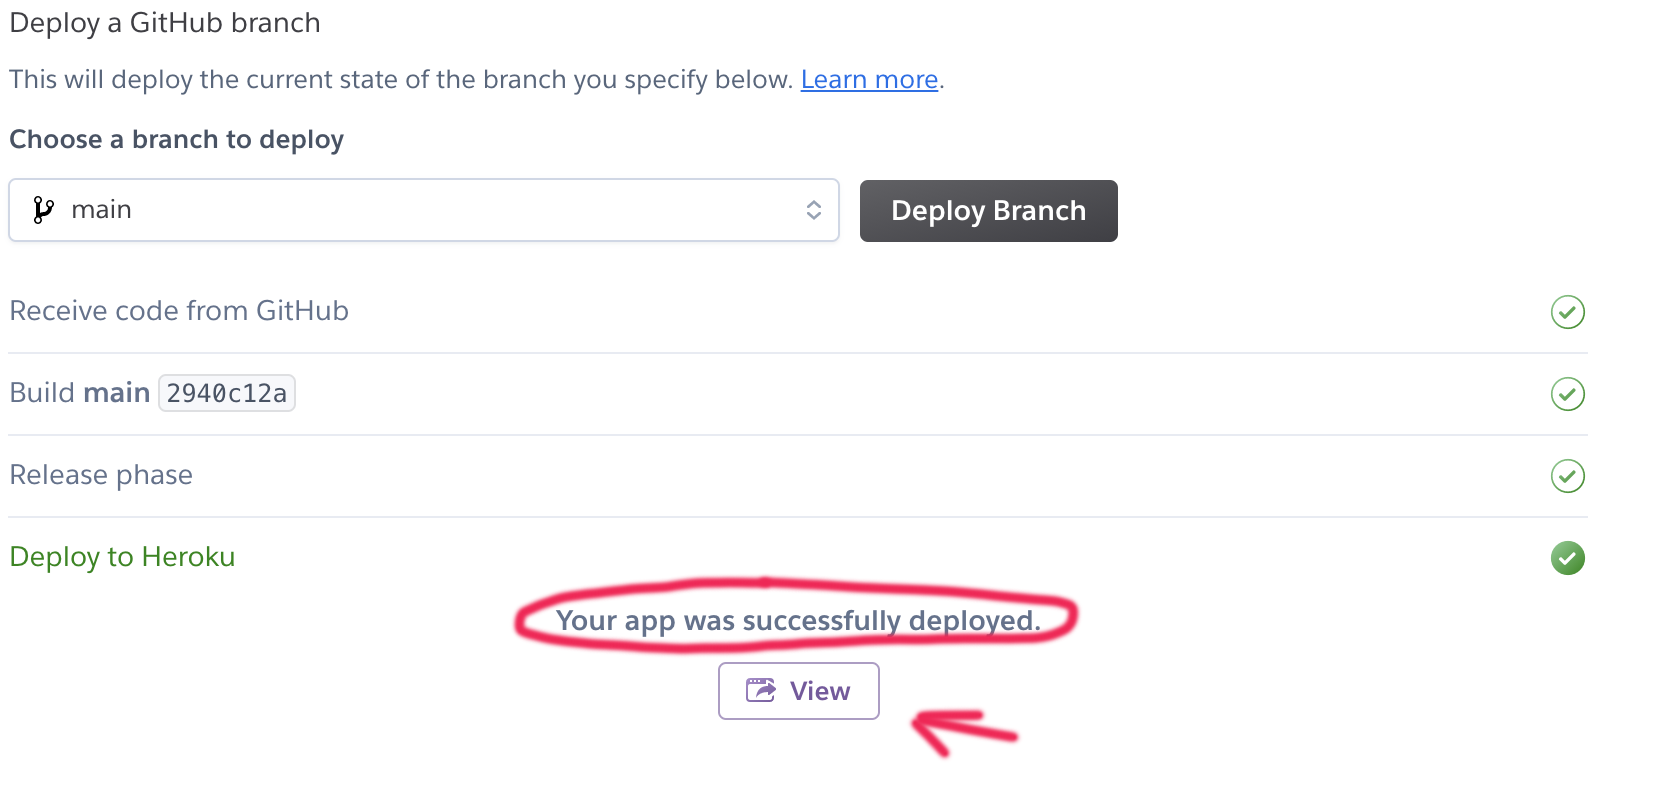 Deploy a GitHub branch
This will deploy the current state of the branch you specify below. Learn more.
Choose a branch to deploy
main
Deploy Branch
Receive code from GitHub
Build main 2940c12a
Release phase
Deploy to Heroku
Your app was successfully deployed.
View